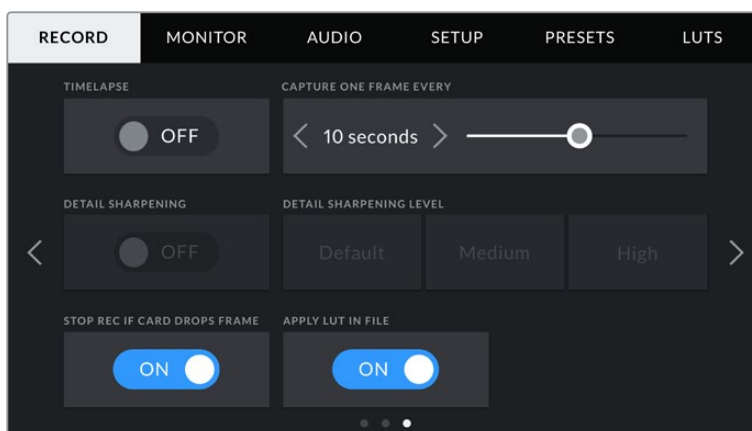 RECORD MONITOR AUDIO SETUP PRESETS LUTS
TIMELAPSE CAPTURE ONE FRAME EVERY
OFF 10 seconds
DETAIL SHARPENING DETAIL SHARPENING LEVEL
OFF Default Medium High
STOP REC IF CARD DROPS FRAME APPLY LUT IN FILE
ON ON